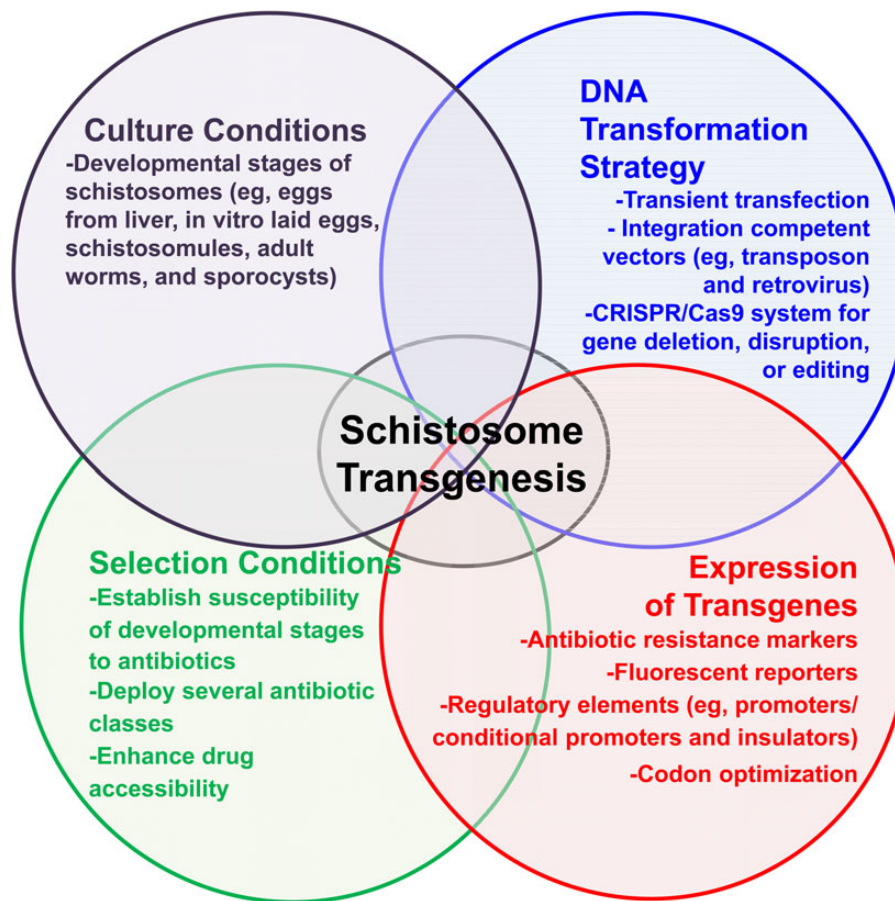 Culture Conditions
-Developmental stages of
schistosomes (eg, eggs
from liver, in vitro laid eggs,
schistosomules, adult
worms, and sporocysts)
DNA
Transformation
Strategy
-Transient transfection
- Integration competent
vectors (eg, transposon
and retrovirus)
-CRISPR/Cas9 system for
gene deletion, disruption,
or editing
Schistosome
Transgenesis
Selection Conditions
-Establish susceptibility
of developmental stages
to antibiotics
-Deploy several antibiotic
classes
-Enhance drug
accessibility
Expression
of Transgenes
-Antibiotic resistance markers
-Fluorescent reporters
-Regulatory elements (eg, promoters/
conditional promoters and insulators)
-Codon optimization